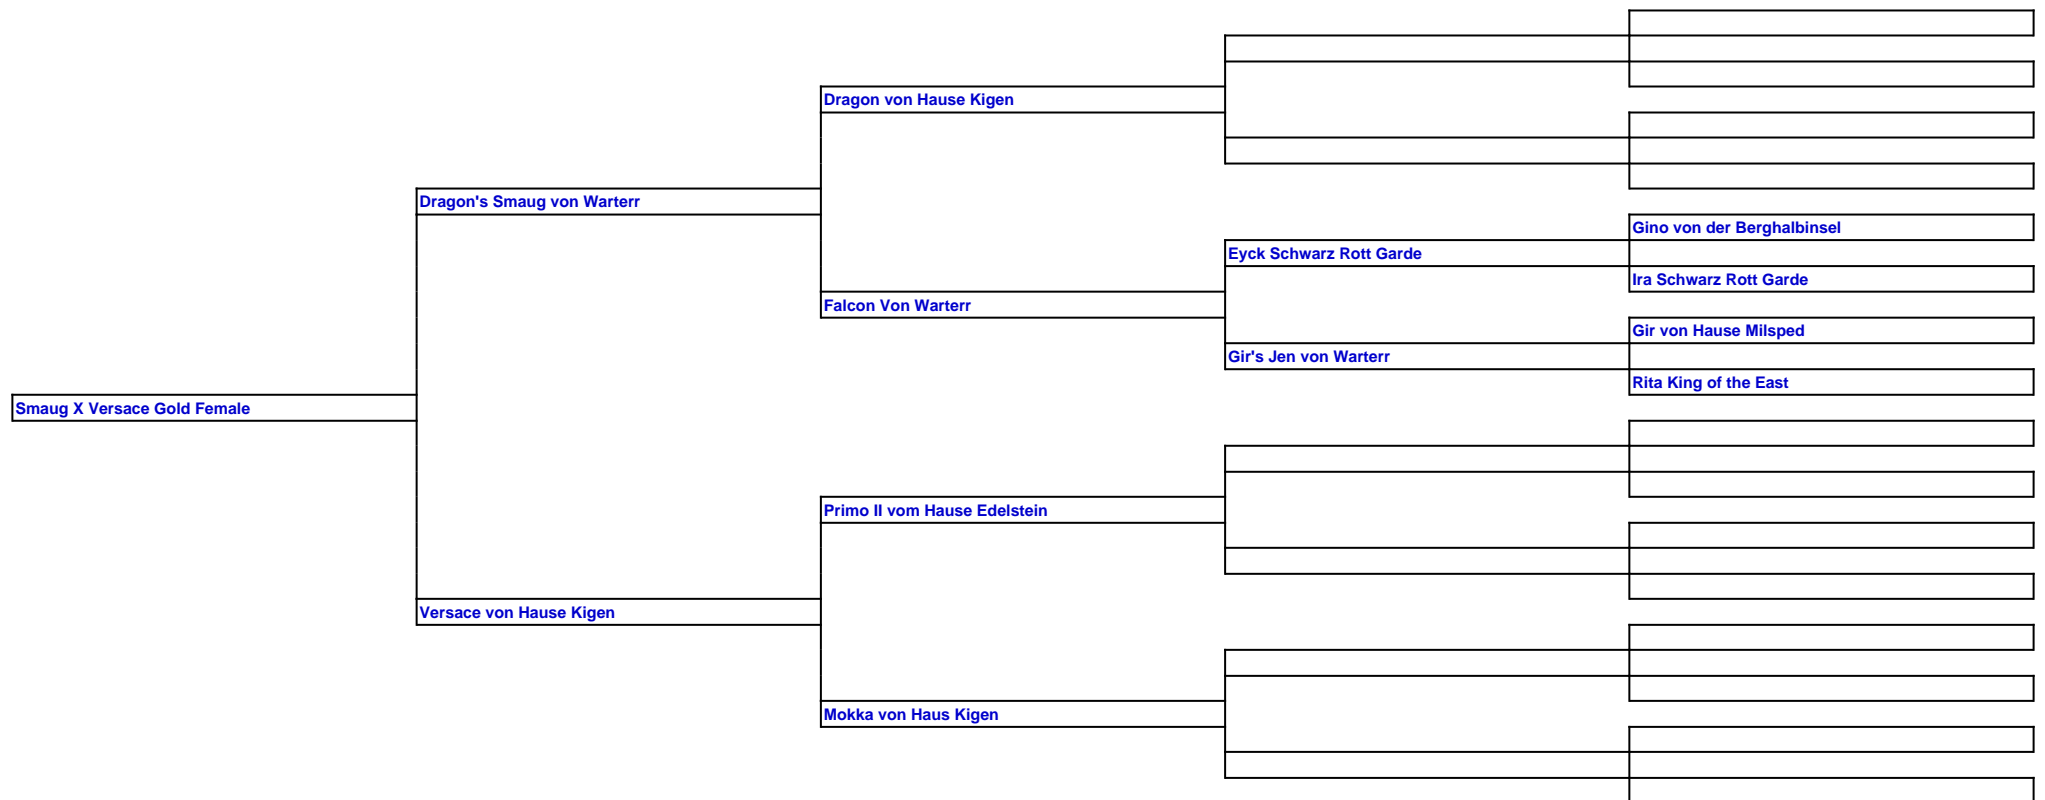 Dragon von Hause Kigen
Dragon's Smaug von Warterr
Gino von der Berghalbinsel
Eyck Schwarz Rott Garde
Ira Schwarz Rott Garde
Falcon Von Warterr
Gir von Hause Milsped
Gir's Jen von Warterr
Rita King of the East
Smaug X Versace Gold Female
Primo II vom Hause Edelstein
Versace von Hause Kigen
Mokka von Haus Kigen